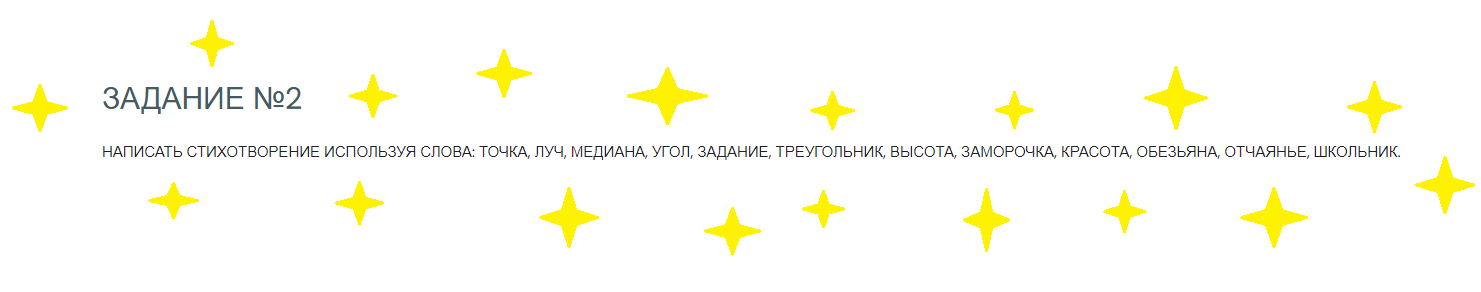 ЗАДАНИЕ №2
НАПИСАТЬ СТИХОТВОРЕНИЕ ИСПОЛЬЗУЯ СЛОВА: ТОЧКА, ЛУЧ, МЕДИАНА, УГОЛ, ЗАДАНИЕ, ТРЕУГОЛЬНИК, ВЫСОТА, ЗАМОРОЧКА, КРАСОТА, ОБЕЗЬЯНА, ОТЧАЯНЬЕ, ШКОЛЬНИК.